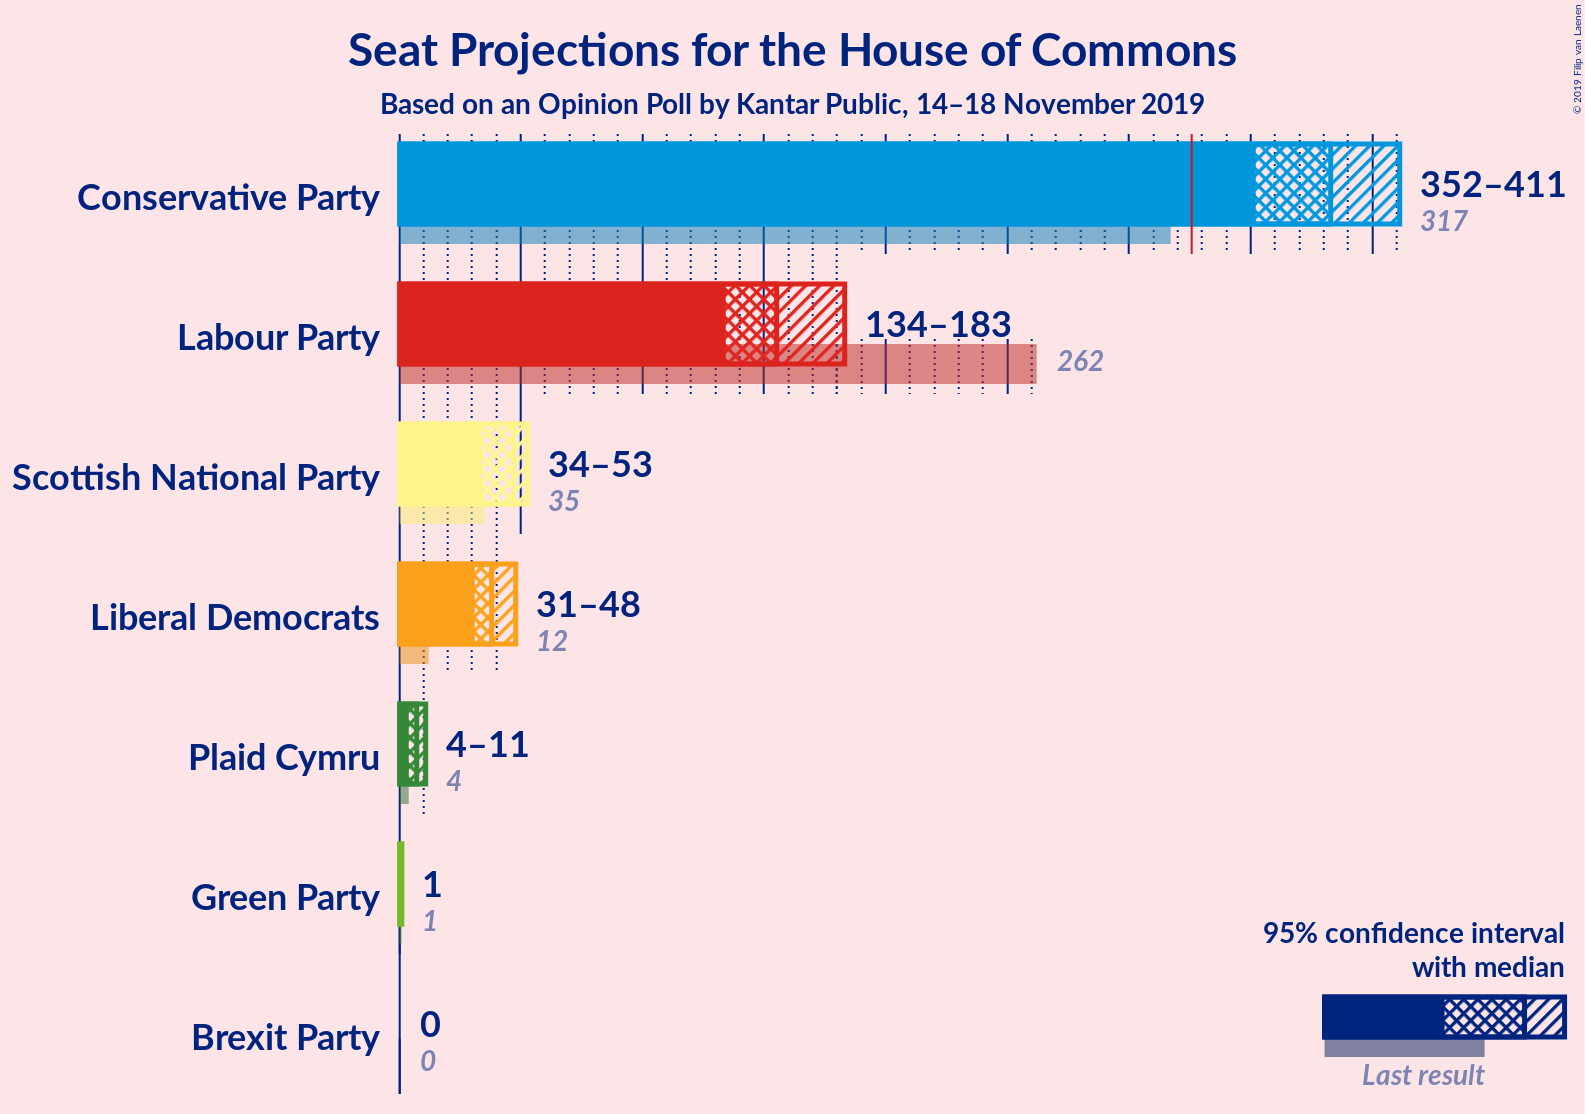 Seat Projections for the House of Commons
Based on an Opinion Poll by Kantar Public, 14–18 November 2019
© 2019 Filip van Laenen
Conservative Party
352–411
317
Labour Party
134–183
262
Scottish National Party
34–53
35
Liberal Democrats
31–48
12
Plaid Cymru
4–11
4
Green Party
1
1
Brexit Party
0
0
95% confidence interval
with median
Last result